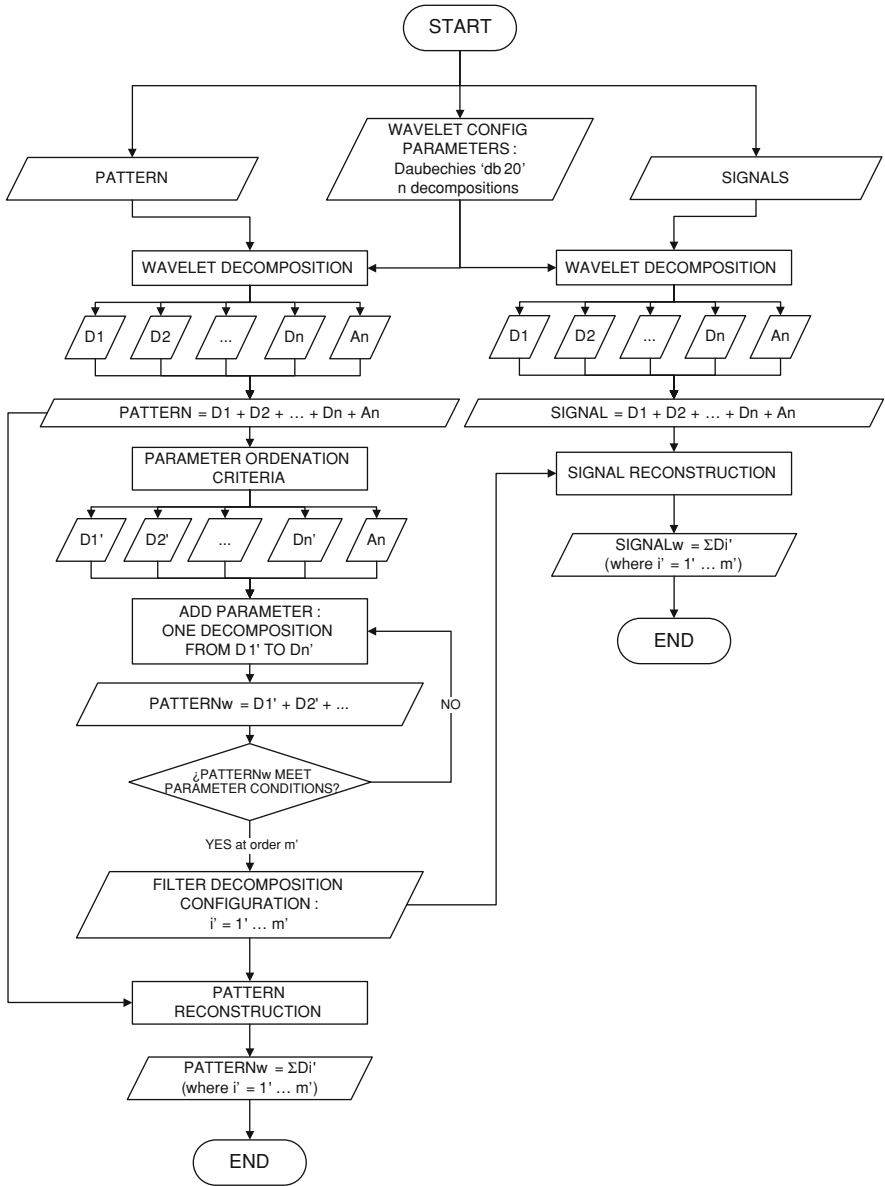 START
WAVELET CONFIG
PARAMETERS :
Daubechies ‘db 20’
n decompositions
PATTERN
SIGNALS
WAVELET DECOMPOSITION
WAVELET DECOMPOSITION
D1 D2 ... Dn An
D1 D2 ... Dn An
PATTERN = D1 + D2 + … + Dn + An
SIGNAL = D1 + D2 + … + Dn + An
PARAMETER ORDENATION
CRITERIA
SIGNAL RECONSTRUCTION
D1' D2' ... Dn’ An
SIGNALw = ΣDi'
(where i’ = 1' … m’)
ADD PARAMETER :
ONE DECOMPOSITION
FROM D1' TO Dn’
END
PATTERNw = D1' + D2' + ...
NO
¿PATTERNw MEET
PARAMETER CONDITIONS?
YES at order m’
FILTER DECOMPOSITION
CONFIGURATION :
i’ = 1' … m’
PATTERN
RECONSTRUCTION
PATTERNw = ΣDi'
(where i’ = 1' … m’)
END